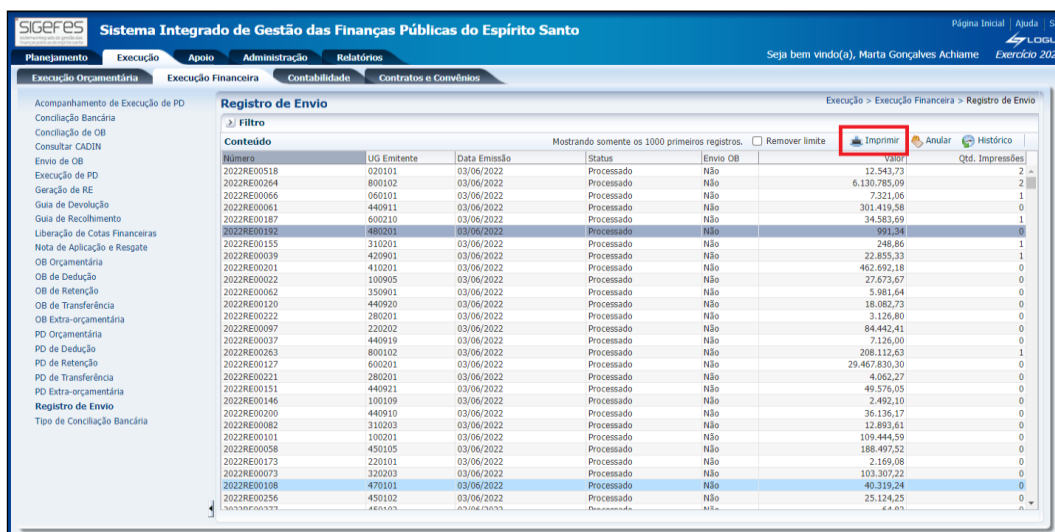 SIGEFES
Sistema Integrado de Gestão das Finanças Públicas do Espírito Santo
Página Inicial | Ajuda | S
LOGU
Planejamento Execução Apoio Administração Relatórios
Seja bem vindo(a), Marta Gonçalves Achiame Exercício 202
Execução Orçamentária Execução Financeira Contabilidade Contratos e Convênios
Acompanhamento de Execução de PD
Conciliação Bancária
Conciliação de OB
Consultar CADIN
Envio de OB
Execução de PD
Geração de RE
Guia de Devolução
Guia de Recolhimento
Liberação de Cotas Financeiras
Nota de Aplicação e Resgate
OB Orçamentária
OB de Dedução
OB de Retenção
OB de Transferência
OB Extra-orçamentária
PD Orçamentária
PD de Dedução
PD de Retenção
PD de Transferência
PD Extra-orçamentária
Registro de Envio
Tipo de Conciliação Bancária
Registro de Envio
Execução > Execução Financeira > Registro de Envio
Filtro
Conteúdo Mostrando somente os 1000 primeiros registros. Remover limite Imprimir Anular Histórico
Número UG Emitente Data Emissão Status Envio OB Valor Qtd. Impressões
2022RE00518 020101 03/06/2022 Processado Não 12.543,73 2
2022RE00264 800102 03/06/2022 Processado Não 6.130.785,09 2
2022RE00066 060101 03/06/2022 Processado Não 7.321,06 1
2022RE00061 440911 03/06/2022 Processado Não 301.419,58 0
2022RE00187 600210 03/06/2022 Processado Não 34.583,69 1
2022RE00192 480201 03/06/2022 Processado Não 991,34 0
2022RE00155 310201 03/06/2022 Processado Não 248,86 1
2022RE00039 420901 03/06/2022 Processado Não 22.855,33 1
2022RE00201 410201 03/06/2022 Processado Não 462.692,18 0
2022RE00022 100905 03/06/2022 Processado Não 27.673,67 0
2022RE00062 350901 03/06/2022 Processado Não 5.981,64 0
2022RE00120 440920 03/06/2022 Processado Não 18.082,73 0
2022RE00222 280201 03/06/2022 Processado Não 3.126,80 0
2022RE00097 220202 03/06/2022 Processado Não 84.442,41 0
2022RE00037 440919 03/06/2022 Processado Não 7.126,00 0
2022RE00263 800102 03/06/2022 Processado Não 208.112,63 1
2022RE00127 600201 03/06/2022 Processado Não 29.467.830,30 0
2022RE00221 280201 03/06/2022 Processado Não 4.062,27 0
2022RE00151 440921 03/06/2022 Processado Não 49.576,05 0
2022RE00146 100109 03/06/2022 Processado Não 2.492,10 0
2022RE00200 440910 03/06/2022 Processado Não 36.136,17 0
2022RE00082 310203 03/06/2022 Processado Não 12.893,61 0
2022RE00101 100201 03/06/2022 Processado Não 109.444,59 0
2022RE00058 450105 03/06/2022 Processado Não 188.497,52 0
2022RE00173 220101 03/06/2022 Processado Não 2.169,08 0
2022RE00073 320203 03/06/2022 Processado Não 103.307,22 0
2022RE00108 470101 03/06/2022 Processado Não 40.319,24 0
2022RE00256 450102 03/06/2022 Processado Não 25.124,25 0